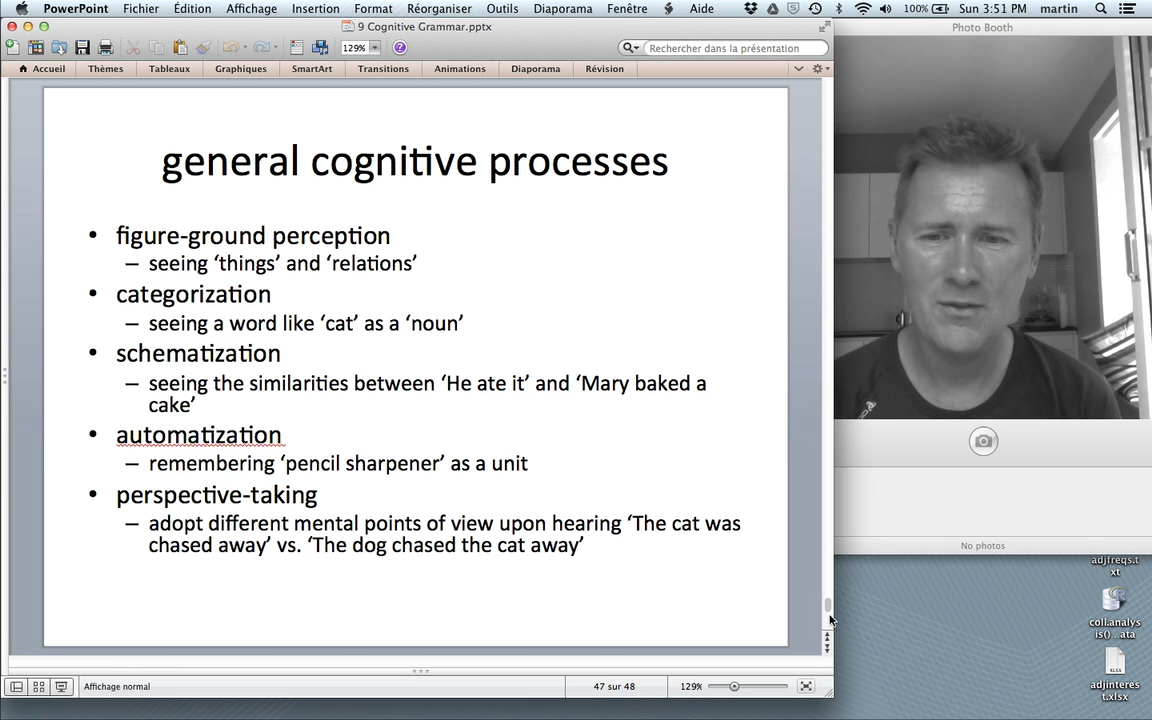 PowerPoint Fichier Édition Affichage Insertion Format Réorganiser Outils Diaporama Fenêtre Aide 100% Sun 3:51 PM martin
9 Cognitive Grammar.pptx
Photo Booth
129%
Rechercher dans la présentation
Accueil Thèmes Tableaux Graphiques SmartArt Transitions Animations Diaporama Révision
general cognitive processes
• figure-ground perception
– seeing ‘things’ and ‘relations’
• categorization
– seeing a word like ‘cat’ as a ‘noun’
• schematization
– seeing the similarities between ‘He ate it’ and ‘Mary baked a
cake’
• automatization
– remembering ‘pencil sharpener’ as a unit
• perspective-taking
– adopt different mental points of view upon hearing ‘The cat was
chased away’ vs. ‘The dog chased the cat away’
No photos
adjfreqs.t
xt
coll.analys
is()...ata
adjinteres
t.xlsx
Affichage normal
47 sur 48
129%